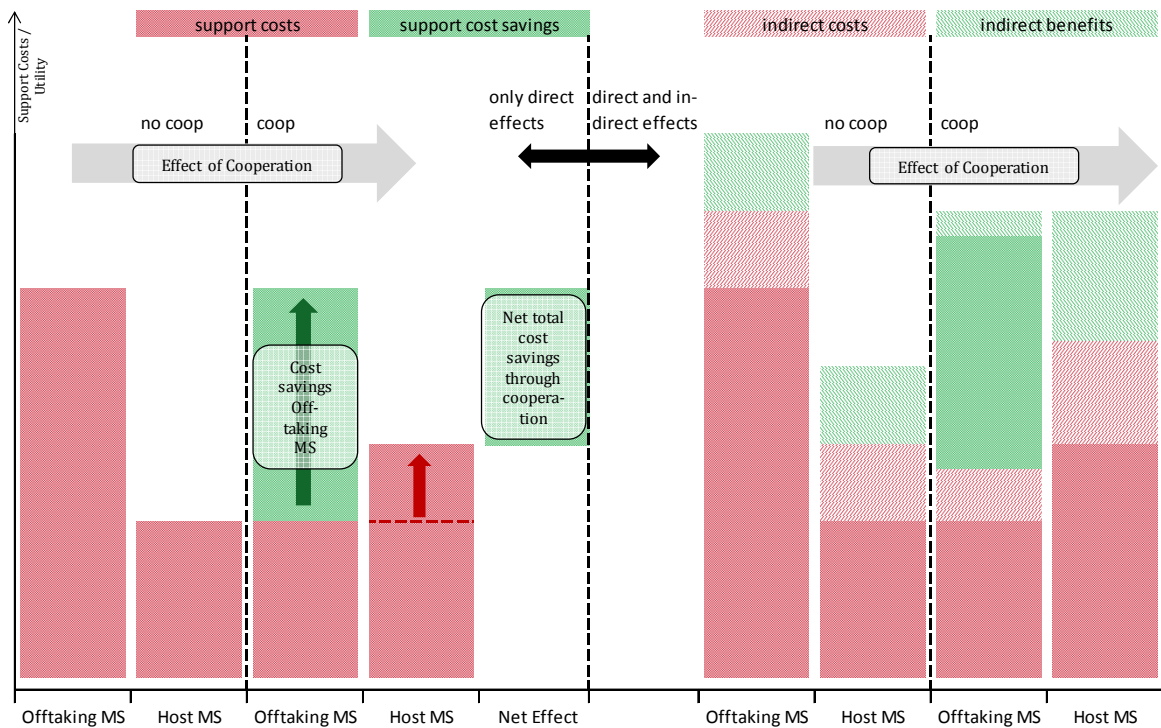 Support Costs /
Utility
support costs
support cost savings
indirect costs
indirect benefits
only direct
effects
direct and in-
direct effects
no coop
coop
Effect of Cooperation
no coop
coop
Effect of Cooperation
Cost
savings
Off-
taking
MS
Net total
cost
savings
through
coopera-
tion
Offtaking MS
Host MS
Offtaking MS
Host MS
Net Effect
Offtaking MS
Host MS
Offtaking MS
Host MS